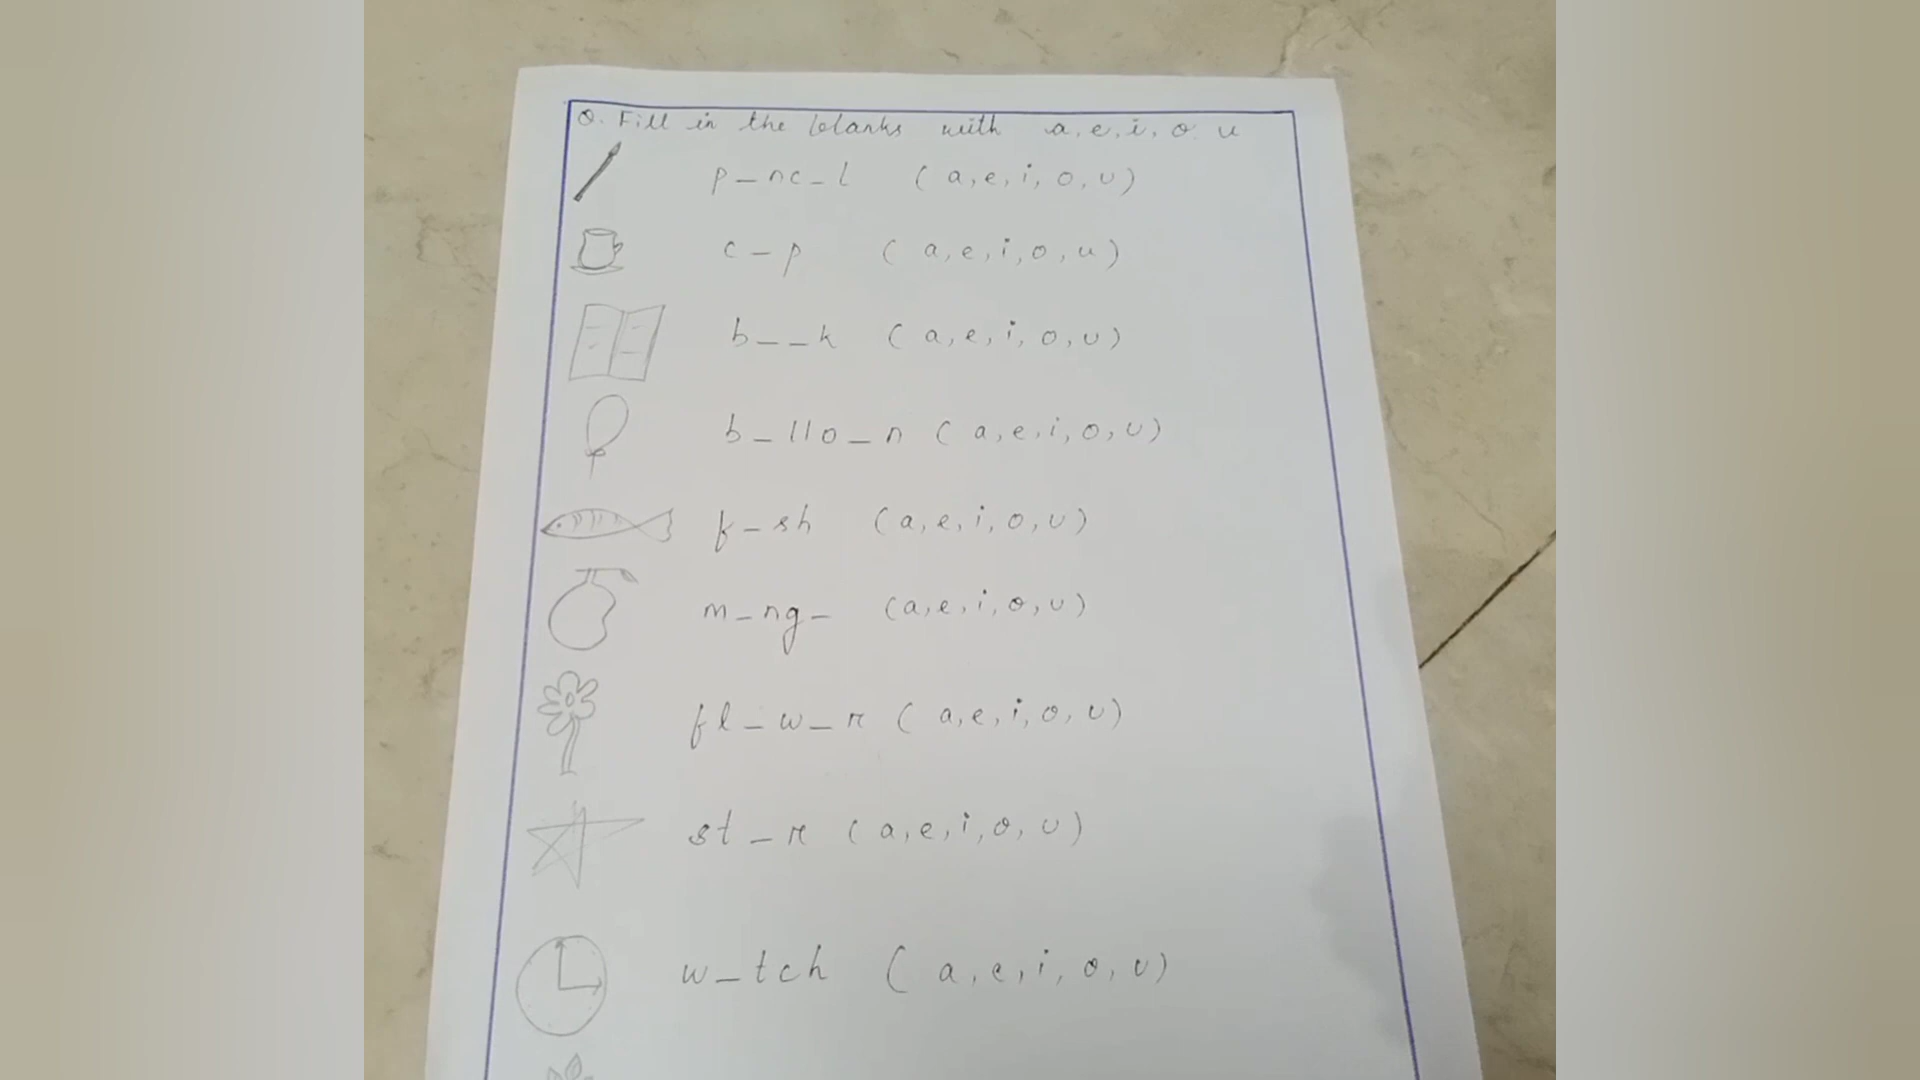 Q. Fill in the blanks with a, e, i, o. u
p_nc_l (a, e, i, o, u)
c_p (a, e, i, o, u)
b__k (a, e, i, o, u)
b_llo_n (a, e, i, o, u)
f_sh (a, e, i, o, u)
m_ng_ (a, e, i, o, u)
fl_w_r (a, e, i, o, u)
st_r (a, e, i, o, u)
w_tch (a, e, i, o, u)